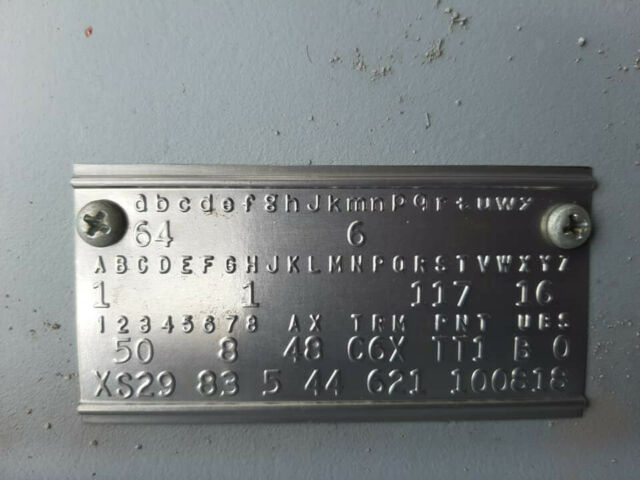 abcdefghJkmnpqrtuwx
64 6
ABCDEFGHJKLMNPQRSTVWXYZ
1 1 117 16
12345678 AX TRM PNT UBS
50 8 48 C6X TT1 B 0
XS29 83 5 44 621 100818